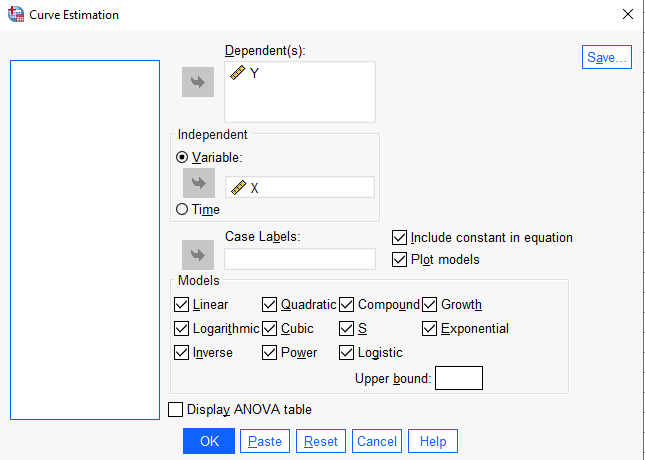 Curve Estimation
Dependent(s):
Y
Save...
Independent
Variable:
X
Time
Case Labels:
Include constant in equation
Plot models
Models
Linear Quadratic Compound Growth
Logarithmic Cubic S Exponential
Inverse Power Logistic
Upper bound:
Display ANOVA table
OK Paste Reset Cancel Help